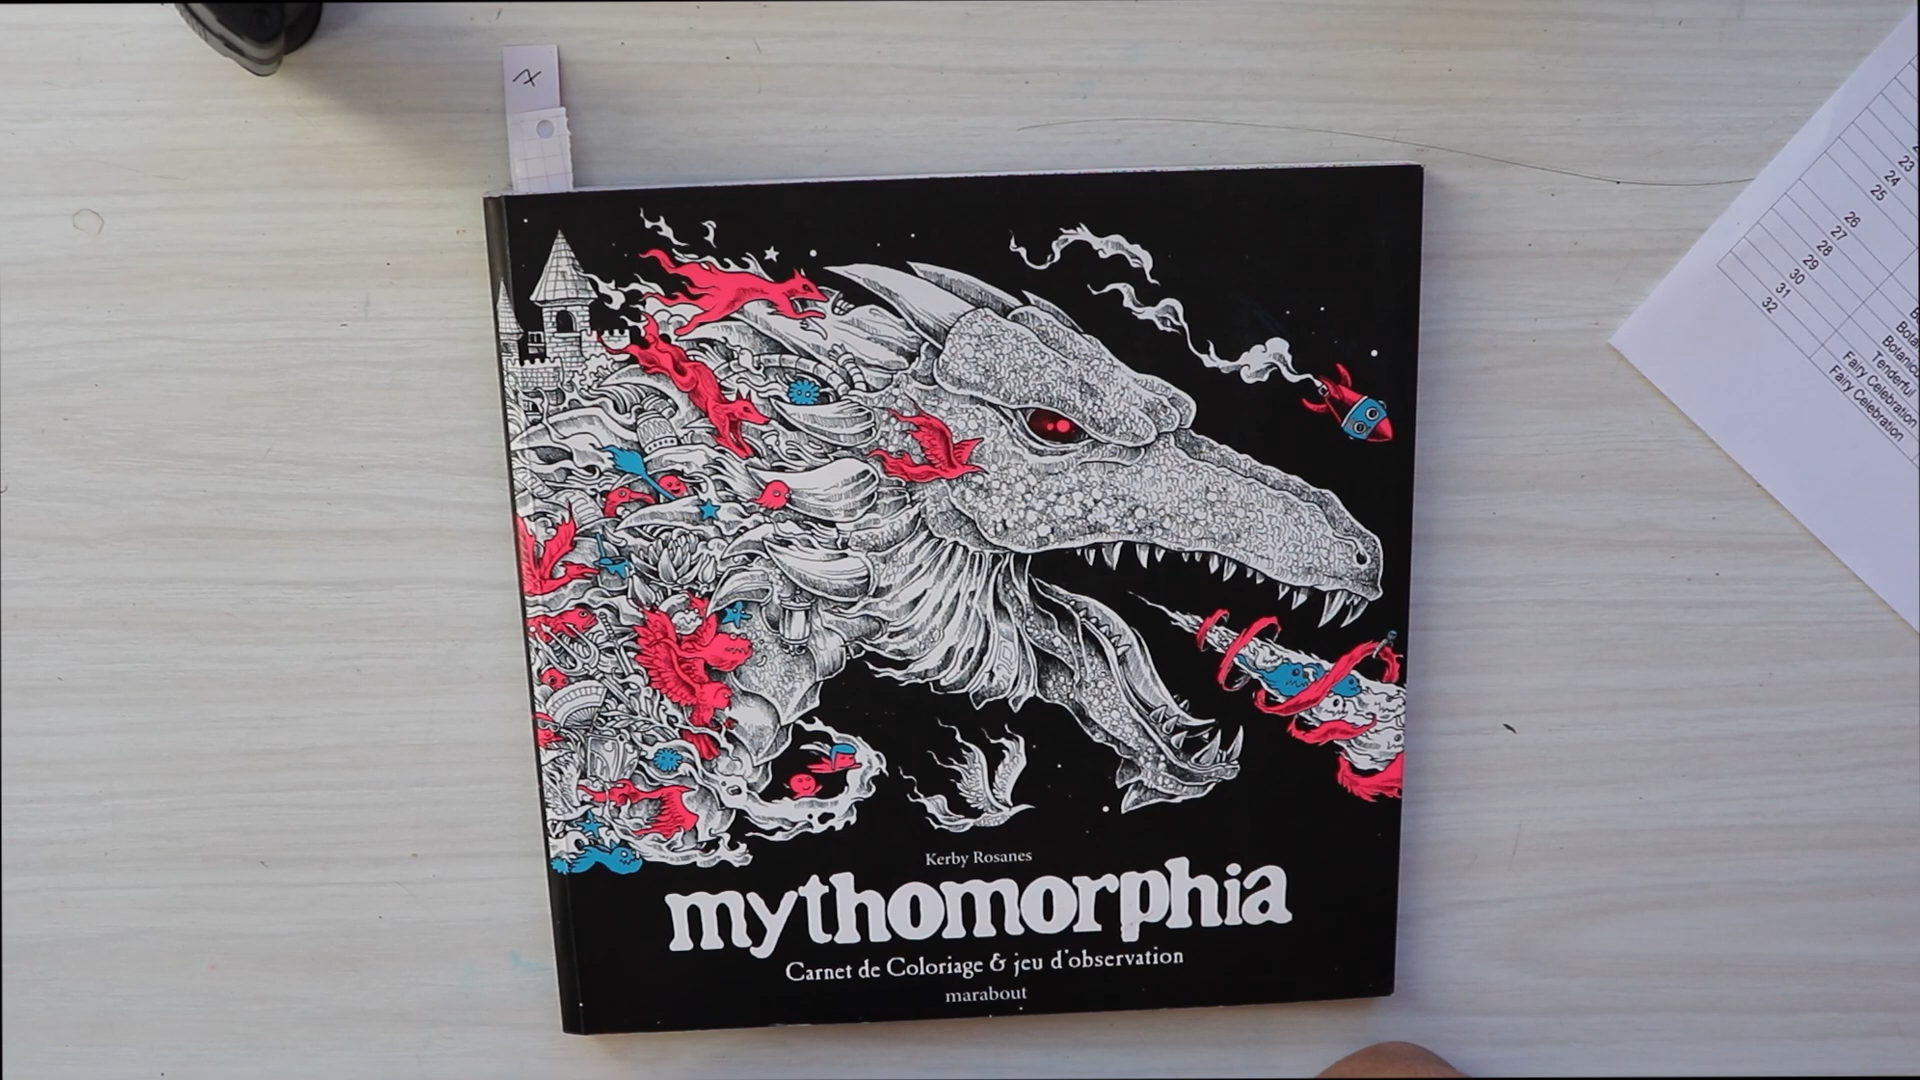 7
Kerby Rosanes
mythomorphia
Carnet de Coloriage & jeu d'observation
marabout
23
24
25
26
27
28
29
30
31
32
Tenderful
Fairy Celebration
Fairy Celebration